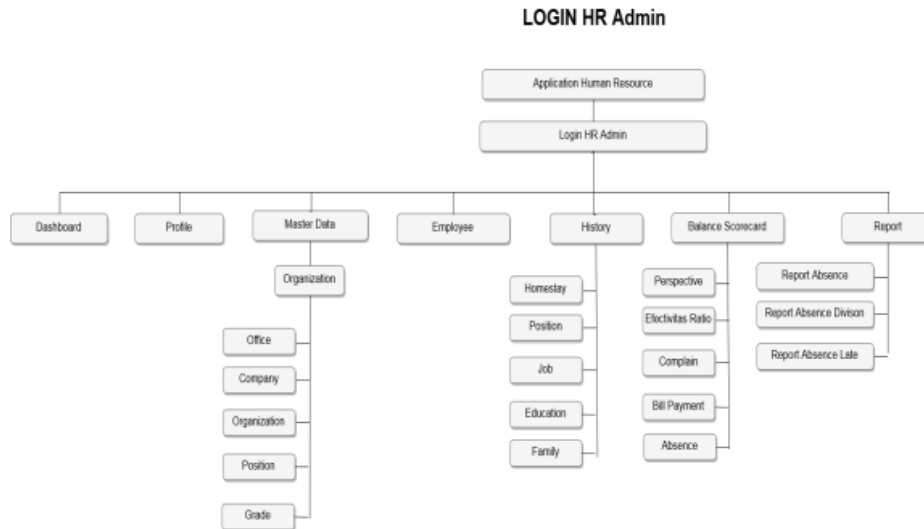 LOGIN HR Admin
Application Human Resource
Login HR Admin
Dashboard
Profile
Master Data
Employee
History
Balance Scorecard
Report
Organization
Office
Company
Organization
Position
Grade
Homestay
Position
Job
Education
Family
Perspective
Efectivitas Ratio
Complain
Bill Payment
Absence
Report Absence
Report Absence Divison
Report Absence Late